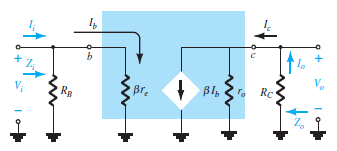 I_i I_b I_c
b c
+ Z_i + I_o
V_i R_B βr_e βI_b r_o R_C V_o
− −
Z_o